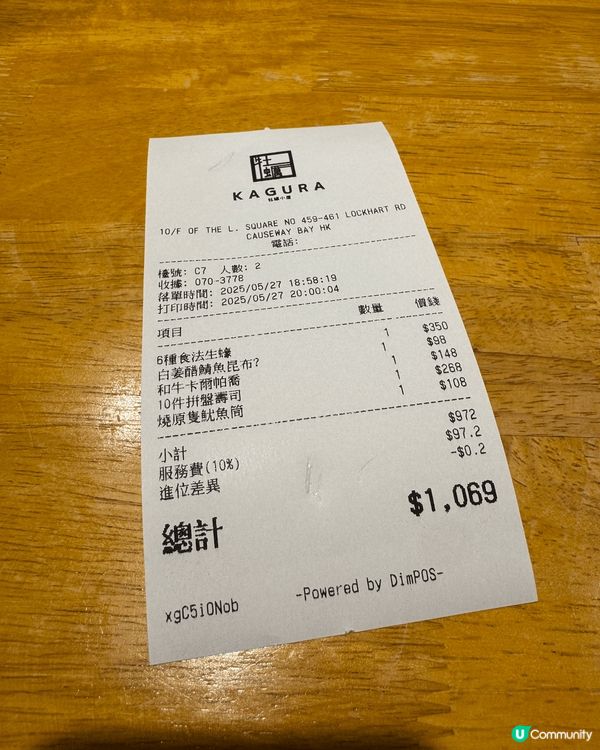 牡蠣
KAGURA
牡蠣小屋
10/F OF THE L. SQUARE NO 459-461 LOCKHART RD
CAUSEWAY BAY HK
電話:
檯號: C7 人數: 2
收據: 070-3778
落單時間: 2025/05/27 18:58:19
打印時間: 2025/05/27 20:00:04
項目 數量 價錢
6種食法生蠔 1 $350
白姜醋鯖魚昆布? 1 $98
和牛卡爾帕喬 1 $148
10件拼盤壽司 1 $268
燒原隻魷魚筒 1 $108
小計 $972
服務費(10%) $97.2
進位差異 -$0.2
總計 $1,069
xgC5i0Nob -Powered by DimPOS-
U Community